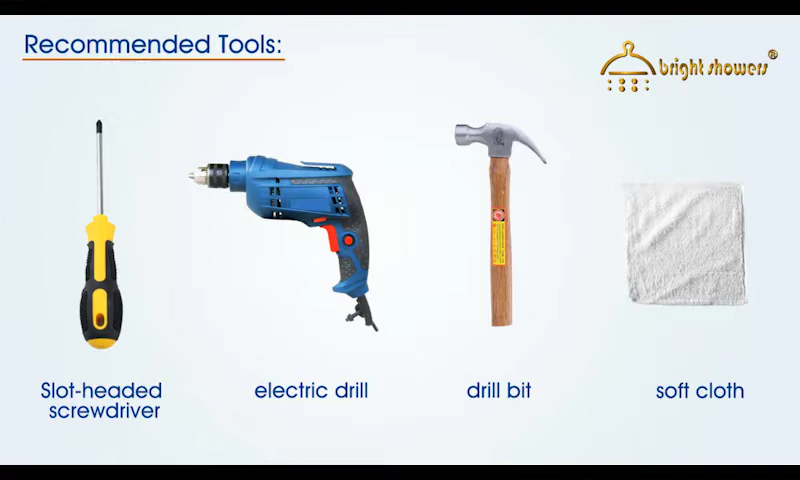 Recommended Tools:
bright showers®
Slot-headed
screwdriver
electric drill
drill bit
soft cloth